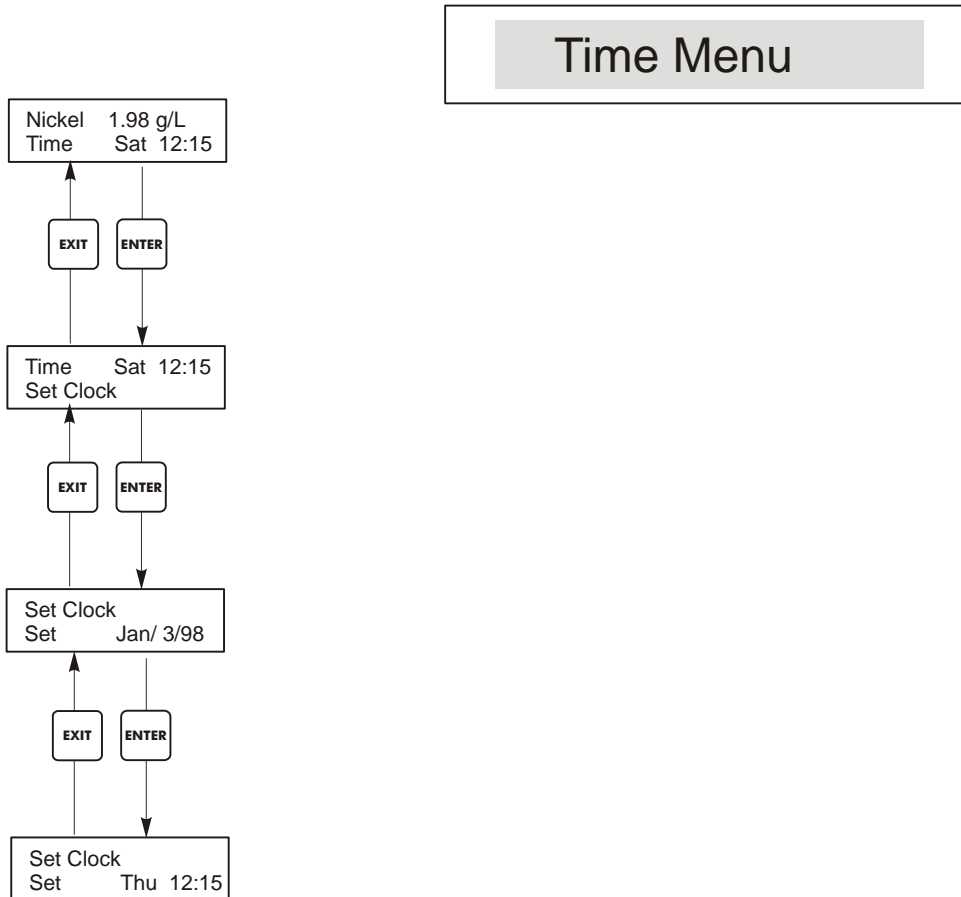 Time Menu
Nickel 1.98 g/L
Time Sat 12:15
EXIT ENTER
Time Sat 12:15
Set Clock
EXIT ENTER
Set Clock
Set Jan/ 3/98
EXIT ENTER
Set Clock
Set Thu 12:15